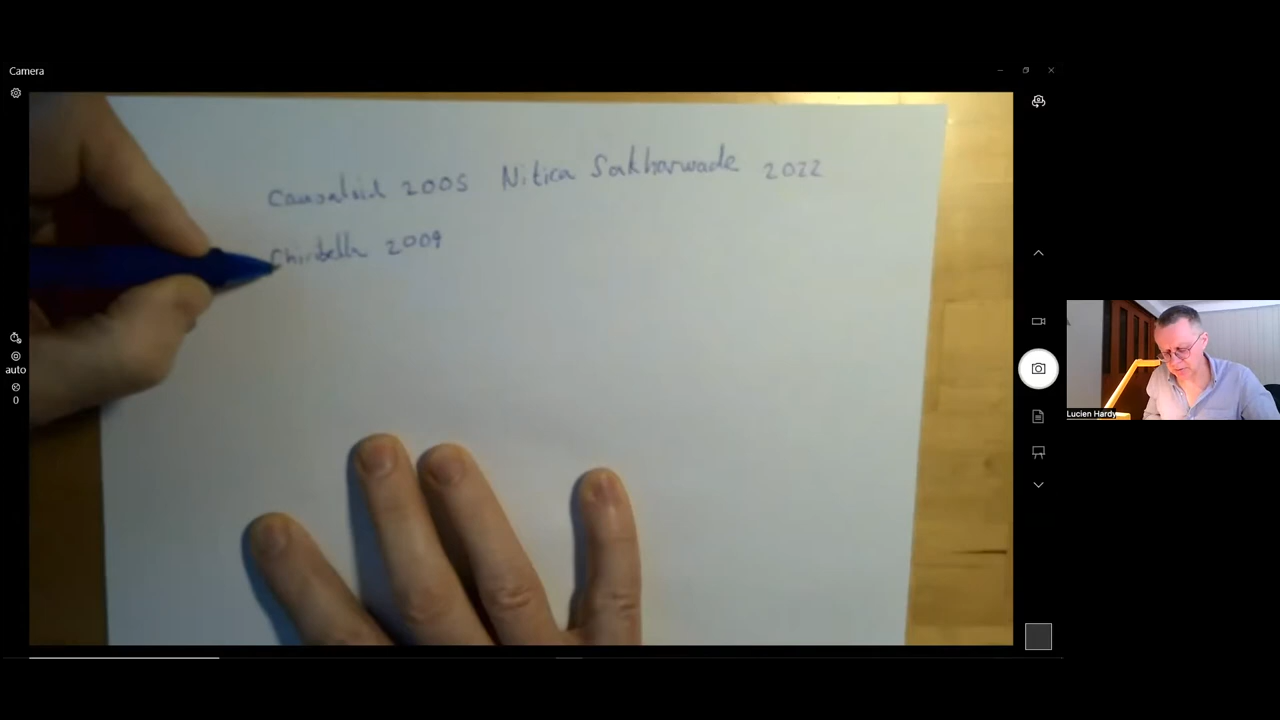 Camera
Causaloid 2005 Nitica Sakharwade 2022
Chiribella 2009
auto
0
Lucien Hardy